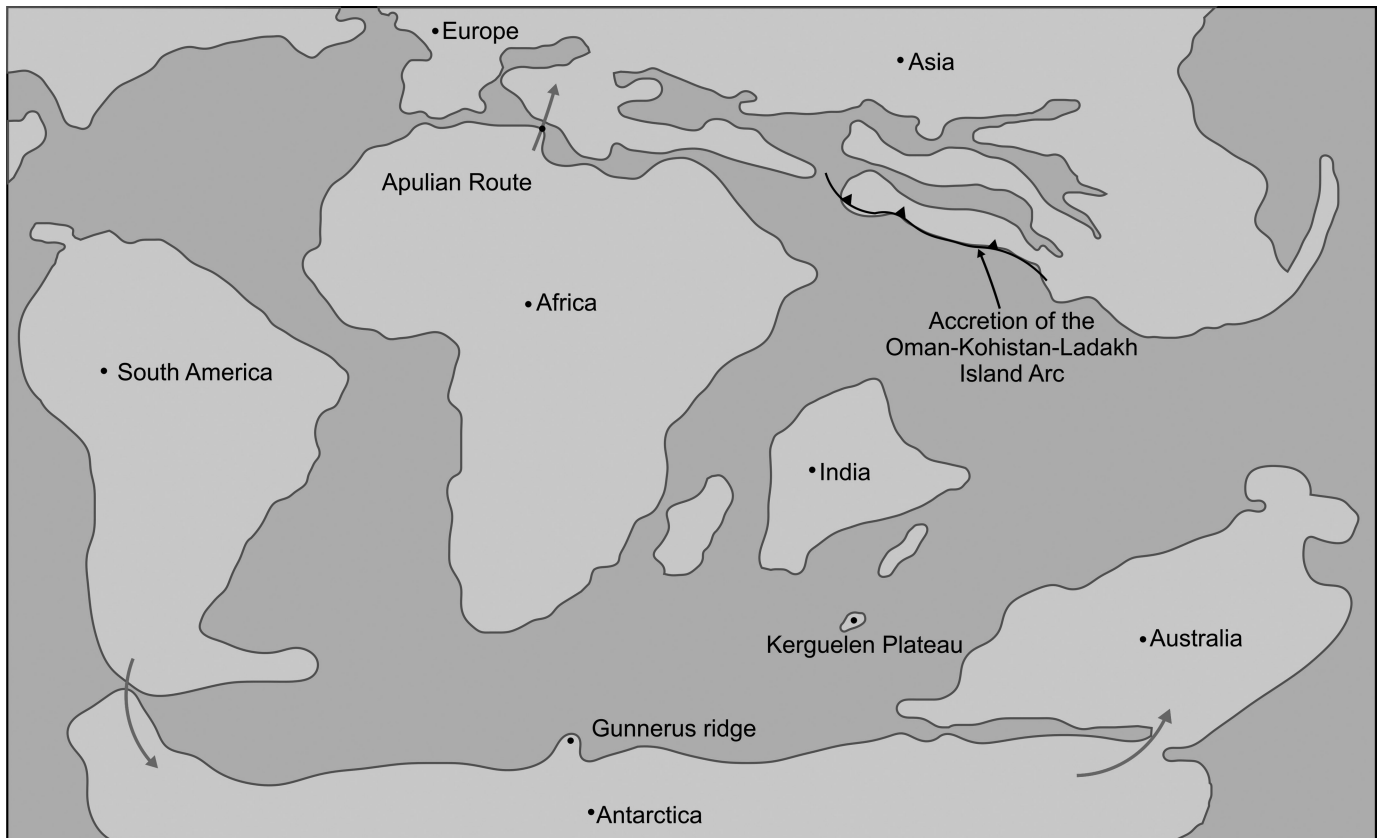 Europe
Asia
Apulian Route
Africa
Accretion of the
Oman-Kohistan-Ladakh
Island Arc
South America
India
Kerguelen Plateau
Australia
Gunnerus ridge
Antarctica